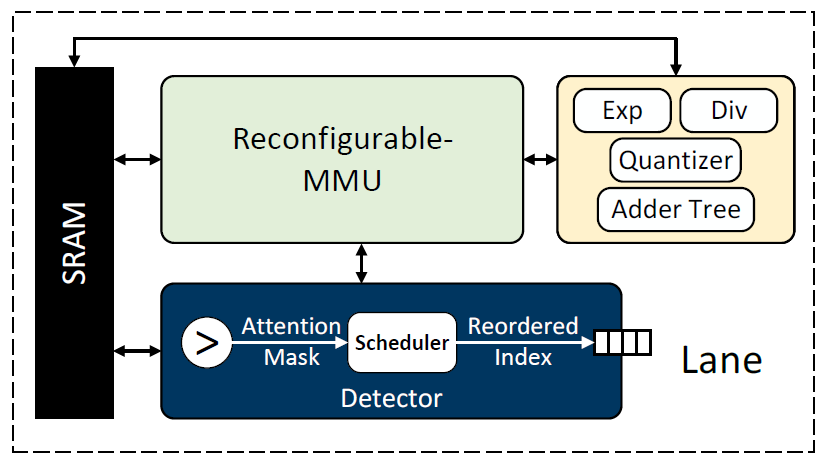 SRAM
Reconfigurable-
MMU
Exp
Div
Quantizer
Adder Tree
>
Attention
Mask
Scheduler
Reordered
Index
Detector
Lane